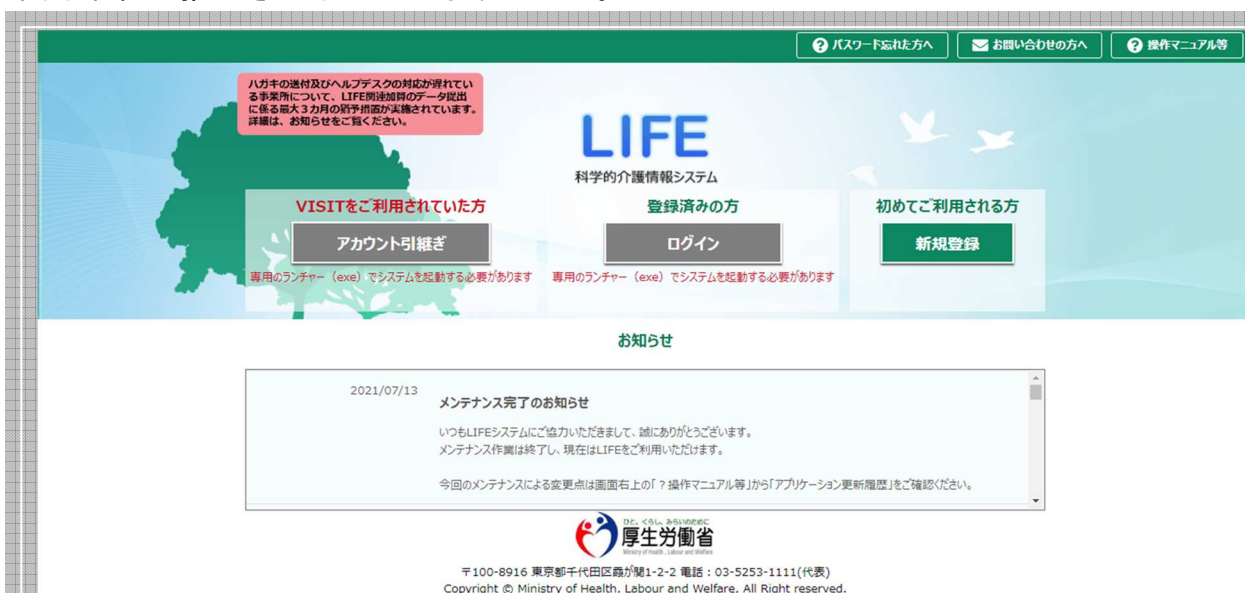 パスワード忘れた方へ
お問い合わせの方へ
操作マニュアル等
ハガキの送付及びヘルプデスクの対応が遅れてい
る事業所について、LIFE関連加算のデータ提出
に係る最大３カ月の猶予措置が実施されています。
詳細は、お知らせをご覧ください。
LIFE
科学的介護情報システム
VISITをご利用されていた方
アカウント引継ぎ
専用のランチャー（exe）でシステムを起動する必要があります
登録済みの方
ログイン
専用のランチャー（exe）でシステムを起動する必要があります
初めてご利用される方
新規登録
お知らせ
2021/07/13
メンテナンス完了のお知らせ
いつもLIFEシステムにご協力いただきまして、誠にありがとうございます。
メンテナンス作業は終了し、現在はLIFEをご利用いただけます。
今回のメンテナンスによる変更点は画面右上の「？操作マニュアル等」から「アプリケーション更新履歴」をご確認ください。
ひと、くらし、みらいのために
厚生労働省
Ministry of Health, Labour and Welfare
〒100-8916 東京都千代田区霞が関1-2-2 電話：03-5253-1111(代表)
Copyright © Ministry of Health, Labour and Welfare, All Right reserved.